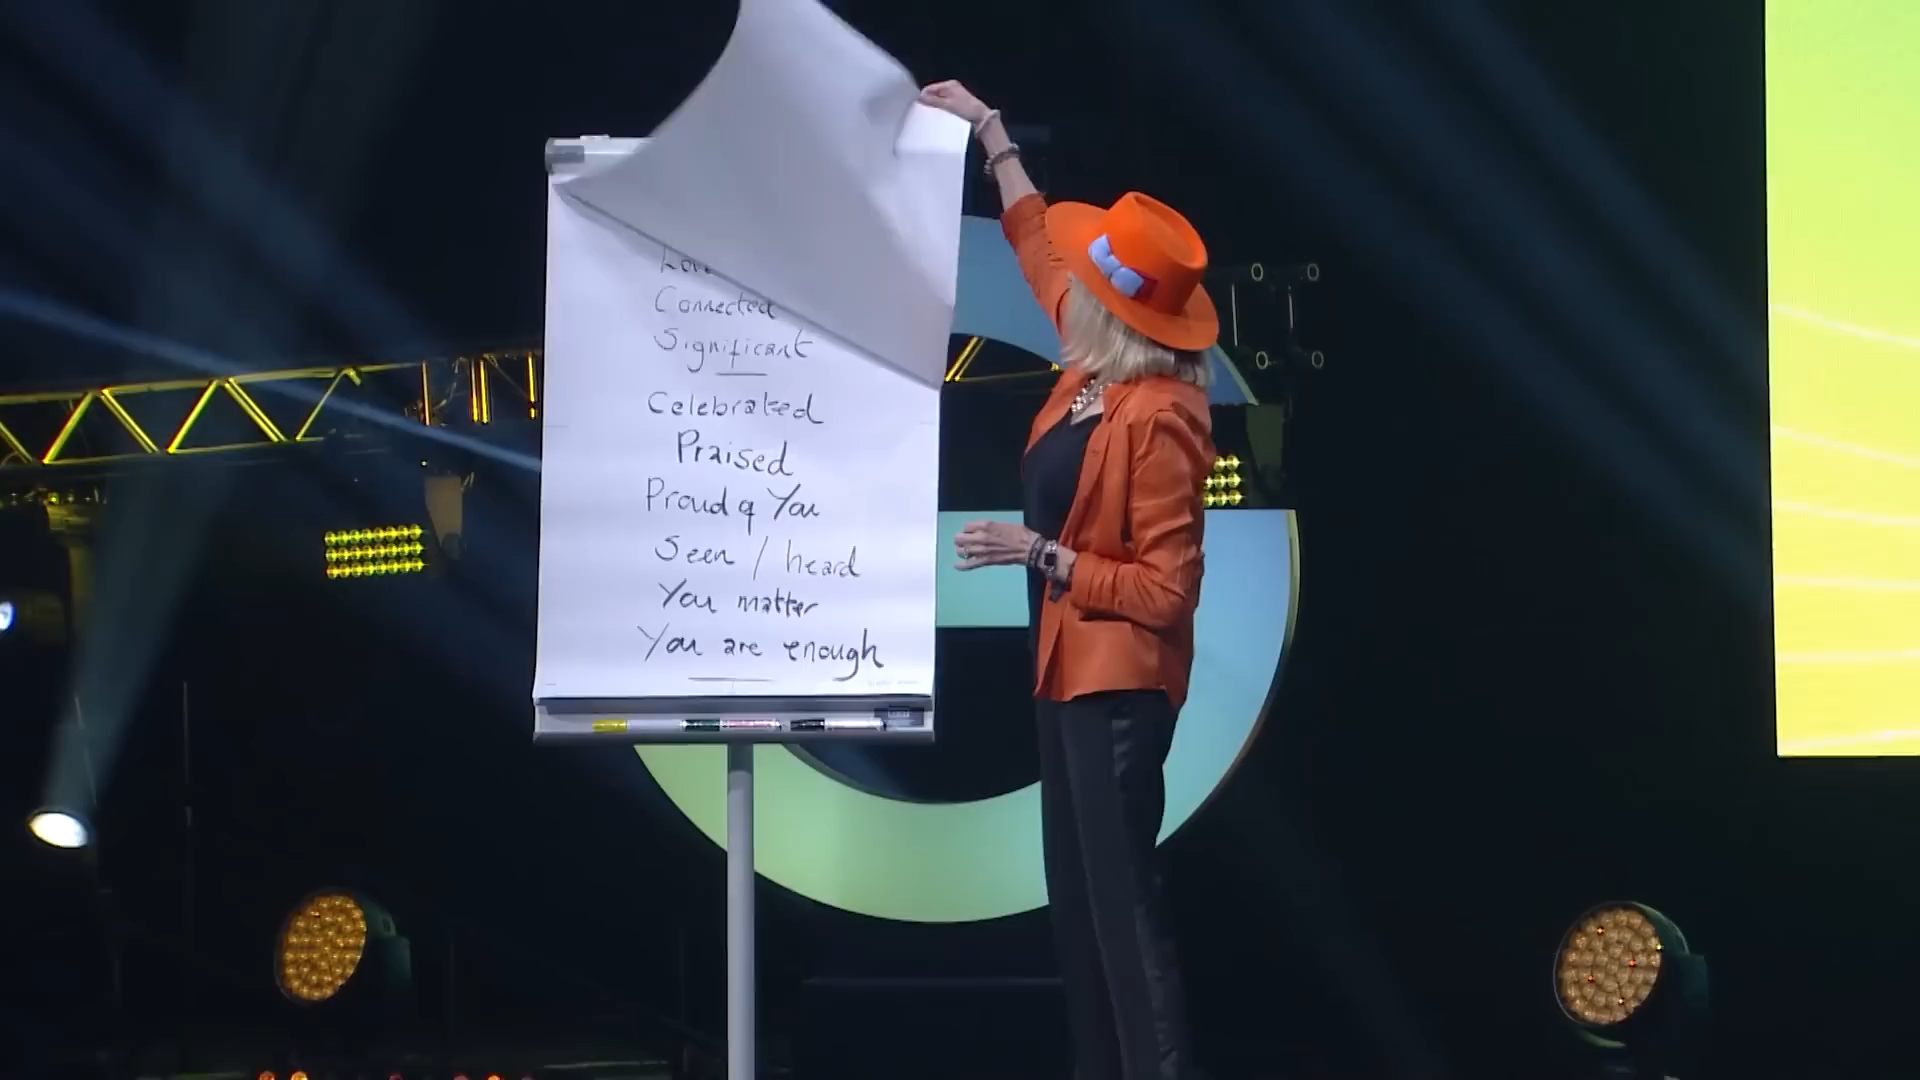 Connected
Significant
Celebrated
Praised
Proud of You
Seen / heard
You matter
You are enough